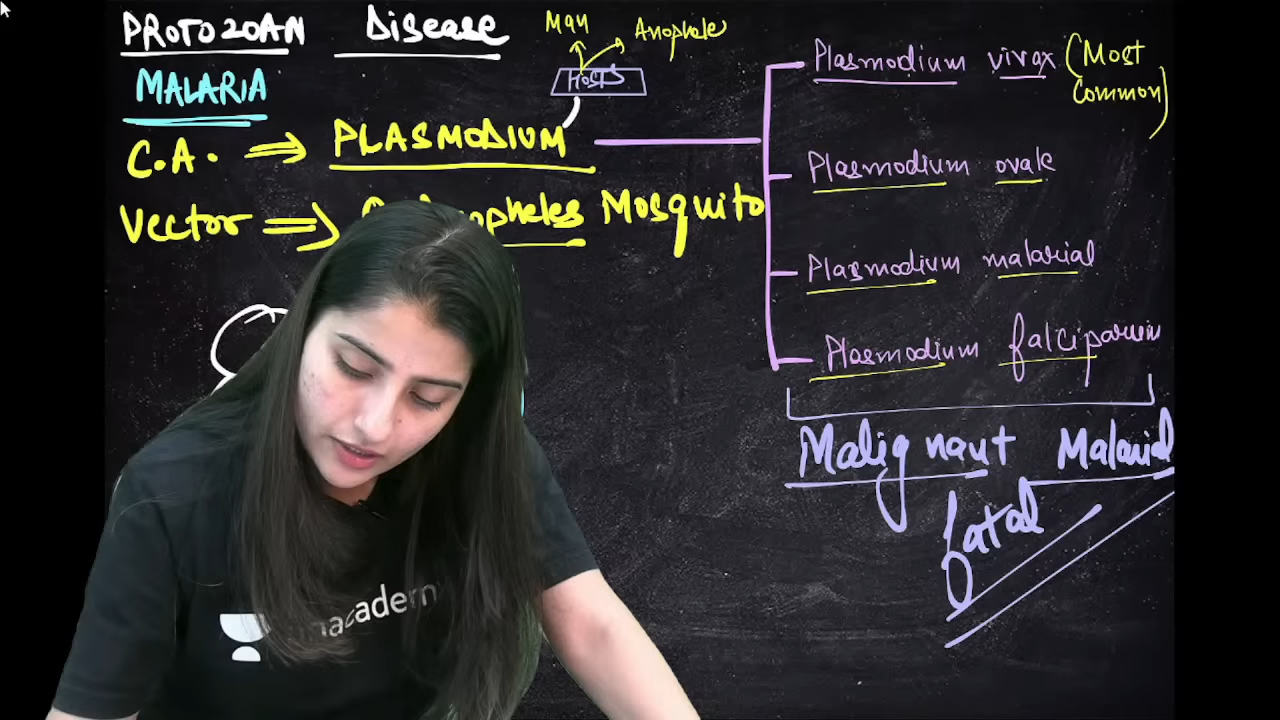 PROTOZOAN Disease
MALARIA
C.A. ⇒ PLASMODIUM
Vector ⇒ Mosquito
Man
Anophele
HOSTS
Plasmodium vivax (Most Common)
Plasmodium ovale
Plasmodium malarial
Plasmodium falciparum
Malignant Malarial
fatal